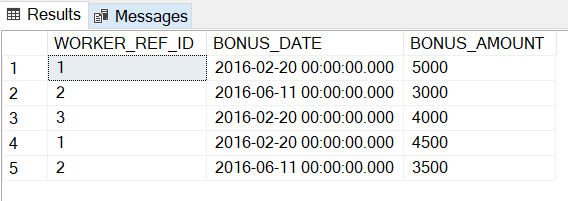 Results Messages
WORKER_REF_ID BONUS_DATE BONUS_AMOUNT
1 1 2016-02-20 00:00:00.000 5000
2 2 2016-06-11 00:00:00.000 3000
3 3 2016-02-20 00:00:00.000 4000
4 1 2016-02-20 00:00:00.000 4500
5 2 2016-06-11 00:00:00.000 3500